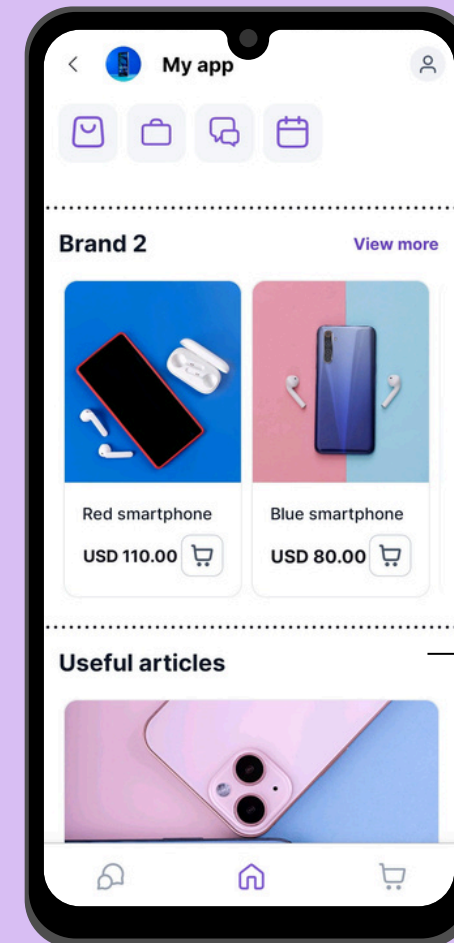 My app
Brand 2
View more
Red smartphone
Blue smartphone
USD 110.00
USD 80.00
Useful articles